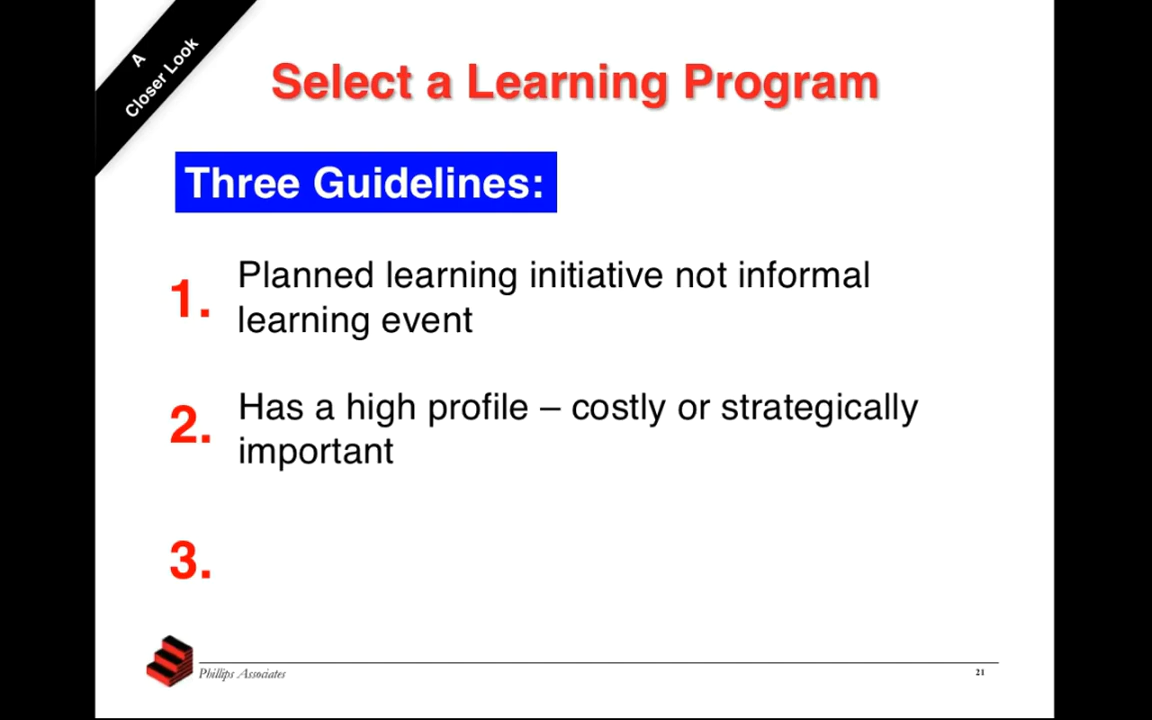 A
Closer Look
Select a Learning Program
Three Guidelines:
1. Planned learning initiative not informal
learning event
2. Has a high profile – costly or strategically
important
3.
Phillips Associates
21